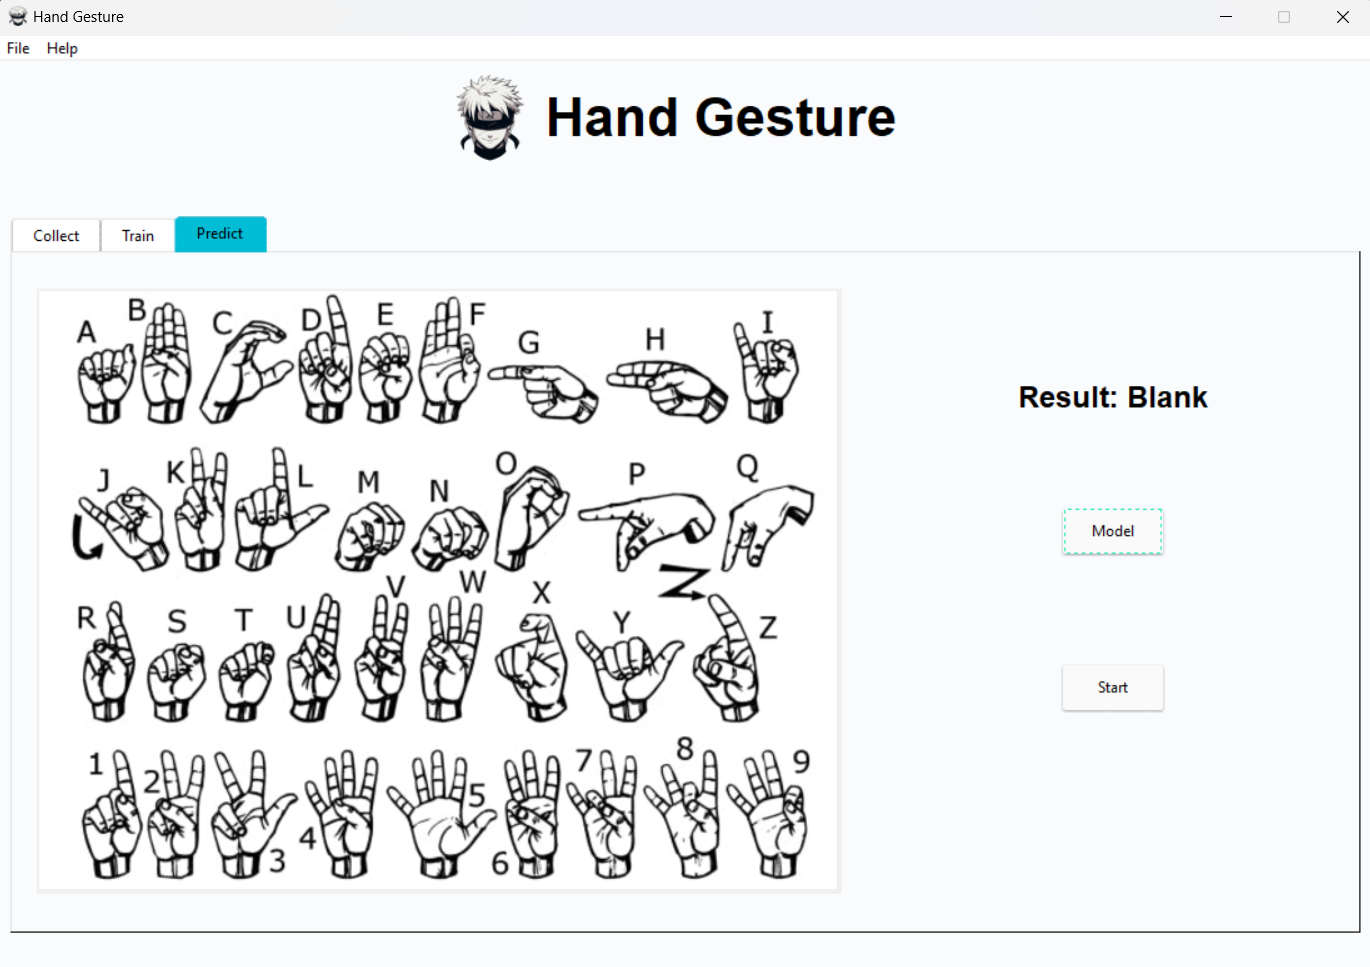 Hand Gesture
File Help
Hand Gesture
Collect Train Predict
A B C D E F G H I
Result: Blank
J K L M N O P Q
Model
R S T U V W X Y Z
Z
Start
1 2 3 4 5 6 7 8 9